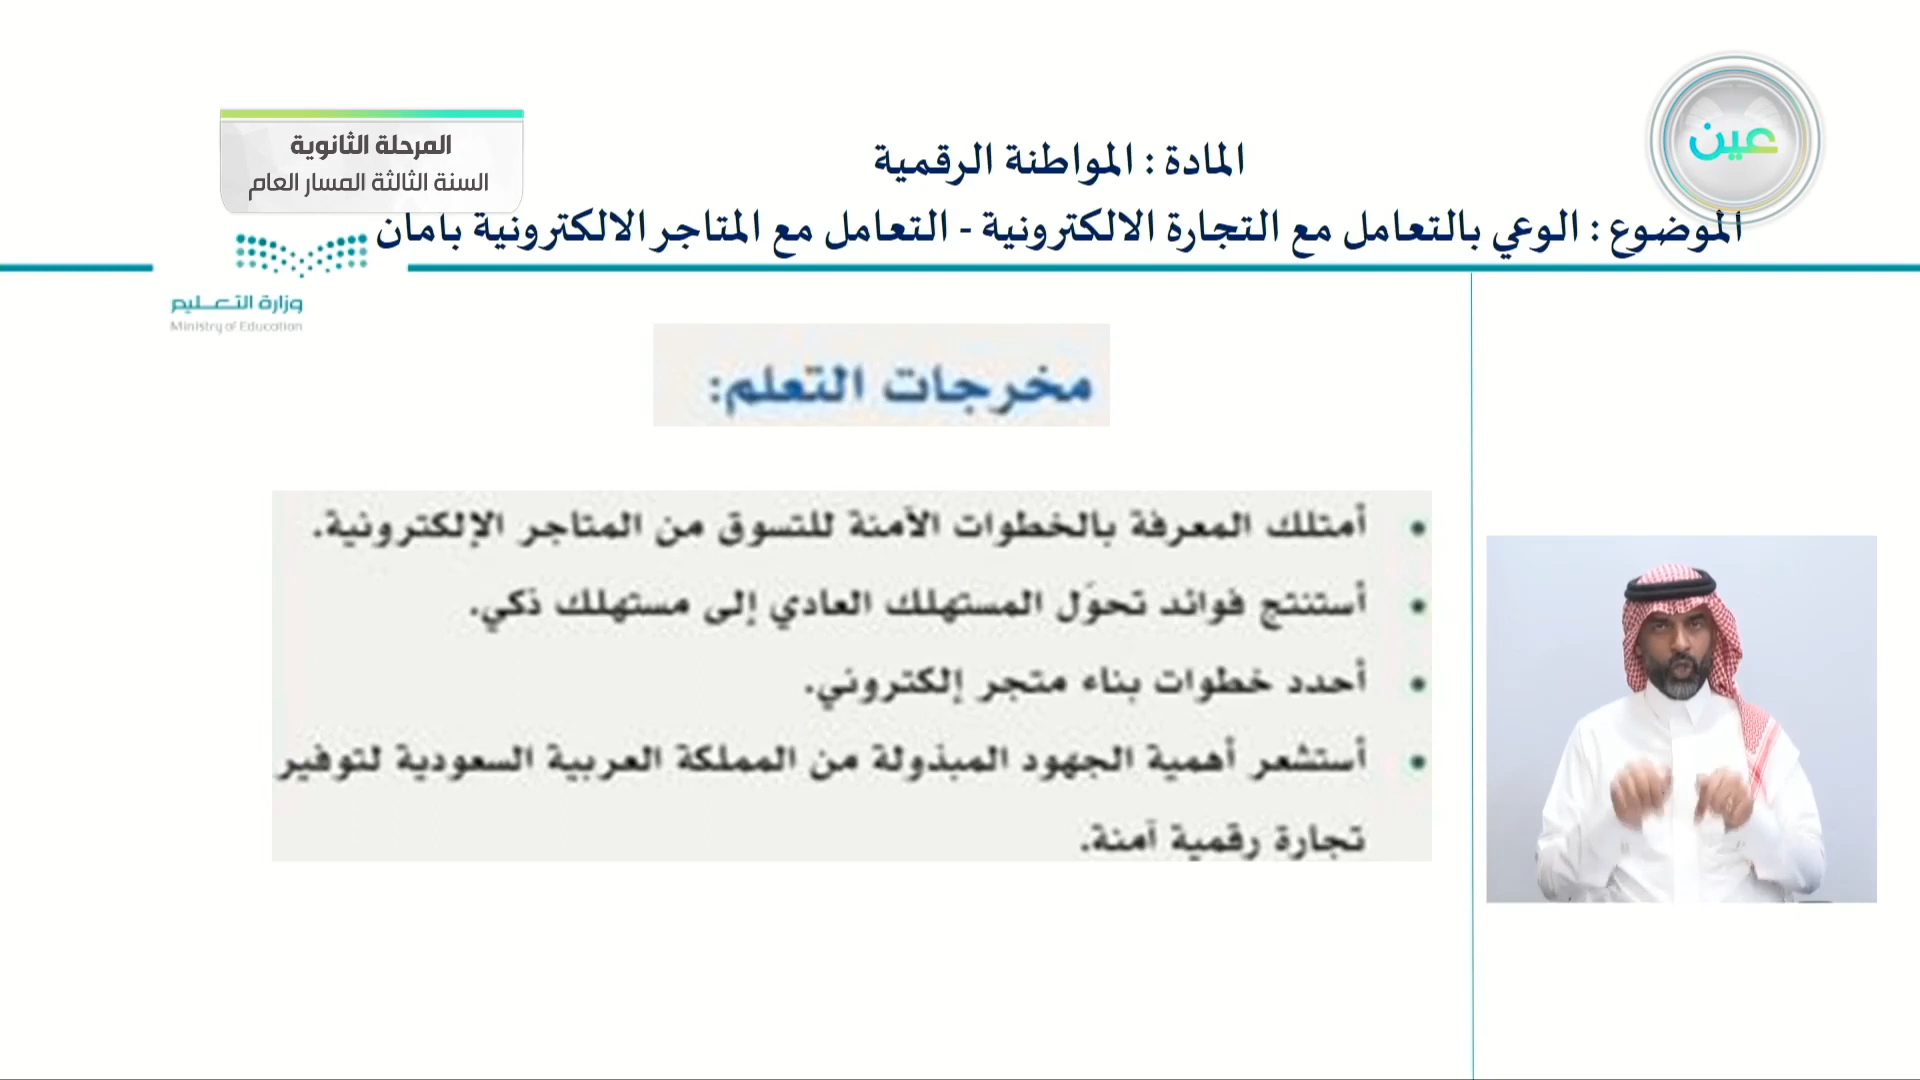 عين
المرحلة الثانوية
السنة الثالثة المسار العام
المادة : المواطنة الرقمية
الموضوع : الوعي بالتعامل مع التجارة الالكترونية - التعامل مع المتاجر الالكترونية بامان
وزارة التعليم
Ministry of Education
مخرجات التعلم:
• أمتلك المعرفة بالخطوات الآمنة للتسوق من المتاجر الإلكترونية.
• أستنتج فوائد تحوّل المستهلك العادي إلى مستهلك ذكي.
• أحدد خطوات بناء متجر إلكتروني.
• أستشعر أهمية الجهود المبذولة من المملكة العربية السعودية لتوفير
تجارة رقمية آمنة.